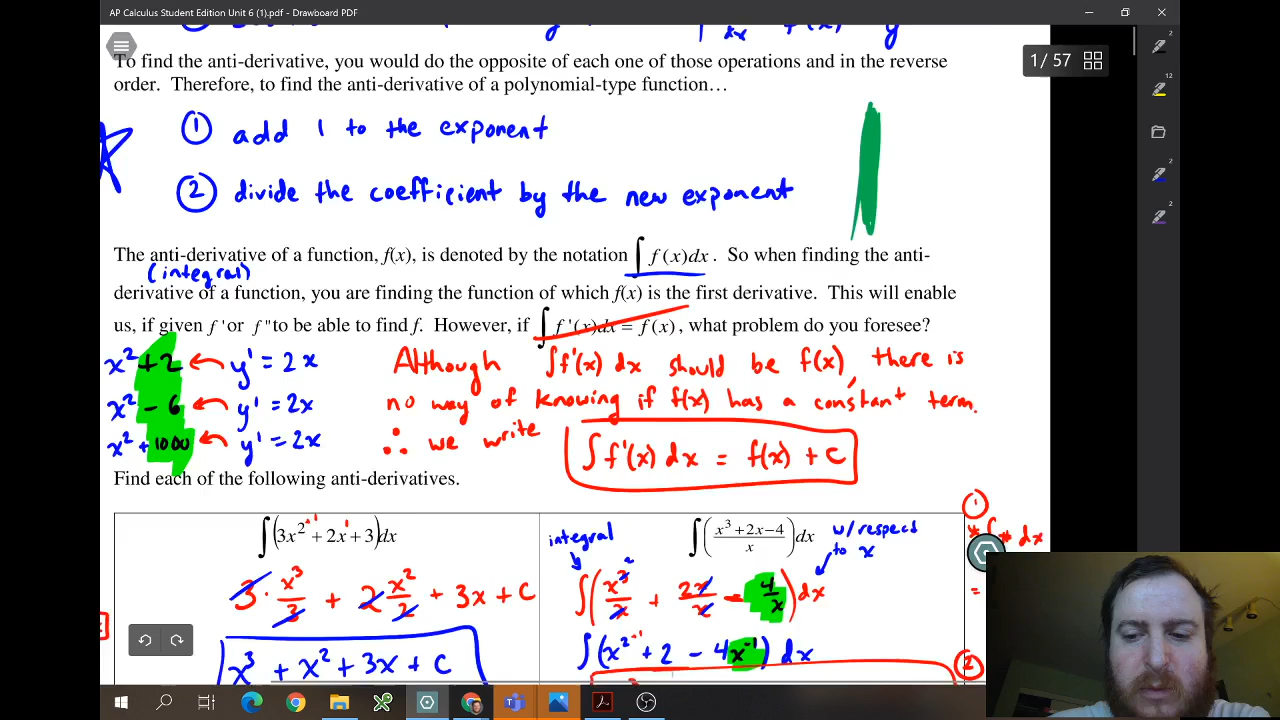 AP Calculus Student Edition Unit 6 (1).pdf - Drawboard PDF
1 / 57
To find the anti-derivative, you would do the opposite of each one of those operations and in the reverse
order. Therefore, to find the anti-derivative of a polynomial-type function…
① add 1 to the exponent
② divide the coefficient by the new exponent
The anti-derivative of a function, f(x), is denoted by the notation ∫ f(x)dx . So when finding the anti-
(integral)
derivative of a function, you are finding the function of which f(x) is the first derivative. This will enable
us, if given f ' or f '' to be able to find f. However, if ∫ f '(x)dx = f(x), what problem do you foresee?
x² + 2 ← y' = 2x
x² - 6 ← y' = 2x
x² + 1000 ← y' = 2x
Although ∫f'(x) dx should be f(x), there is
no way of knowing if f(x) has a constant term.
∴ we write ∫f'(x) dx = f(x) + C
Find each of the following anti-derivatives.
∫(3x²⁺¹ + 2x¹ + 3)dx
3 · x³/3 + 2 x²/2 + 3x + C
x³ + x² + 3x + C
integral
∫((x³ + 2x − 4)/x)dx
w/respect
to x
∫(x³/x + 2x/x − 4/x) dx
∫(x²⁺¹ + 2 − 4x⁻¹) dx
①
dx
=
②